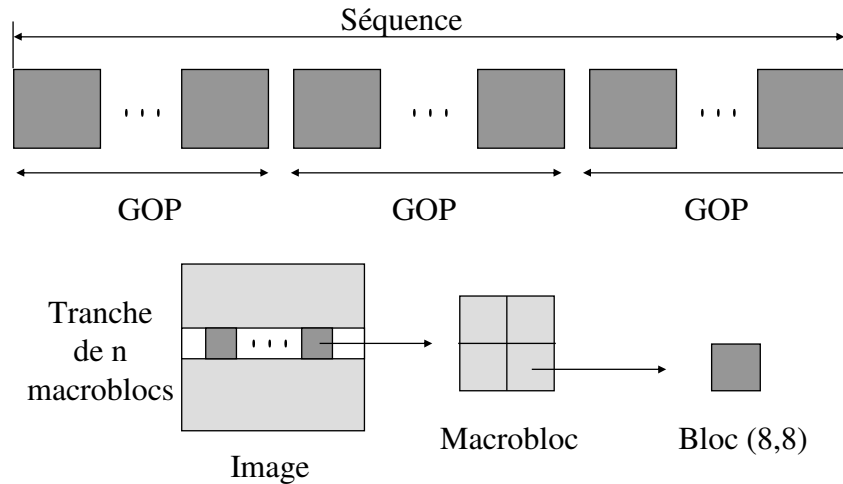 Séquence
GOP
GOP
GOP
Tranche
de n
macroblocs
Image
Macrobloc
Bloc (8,8)